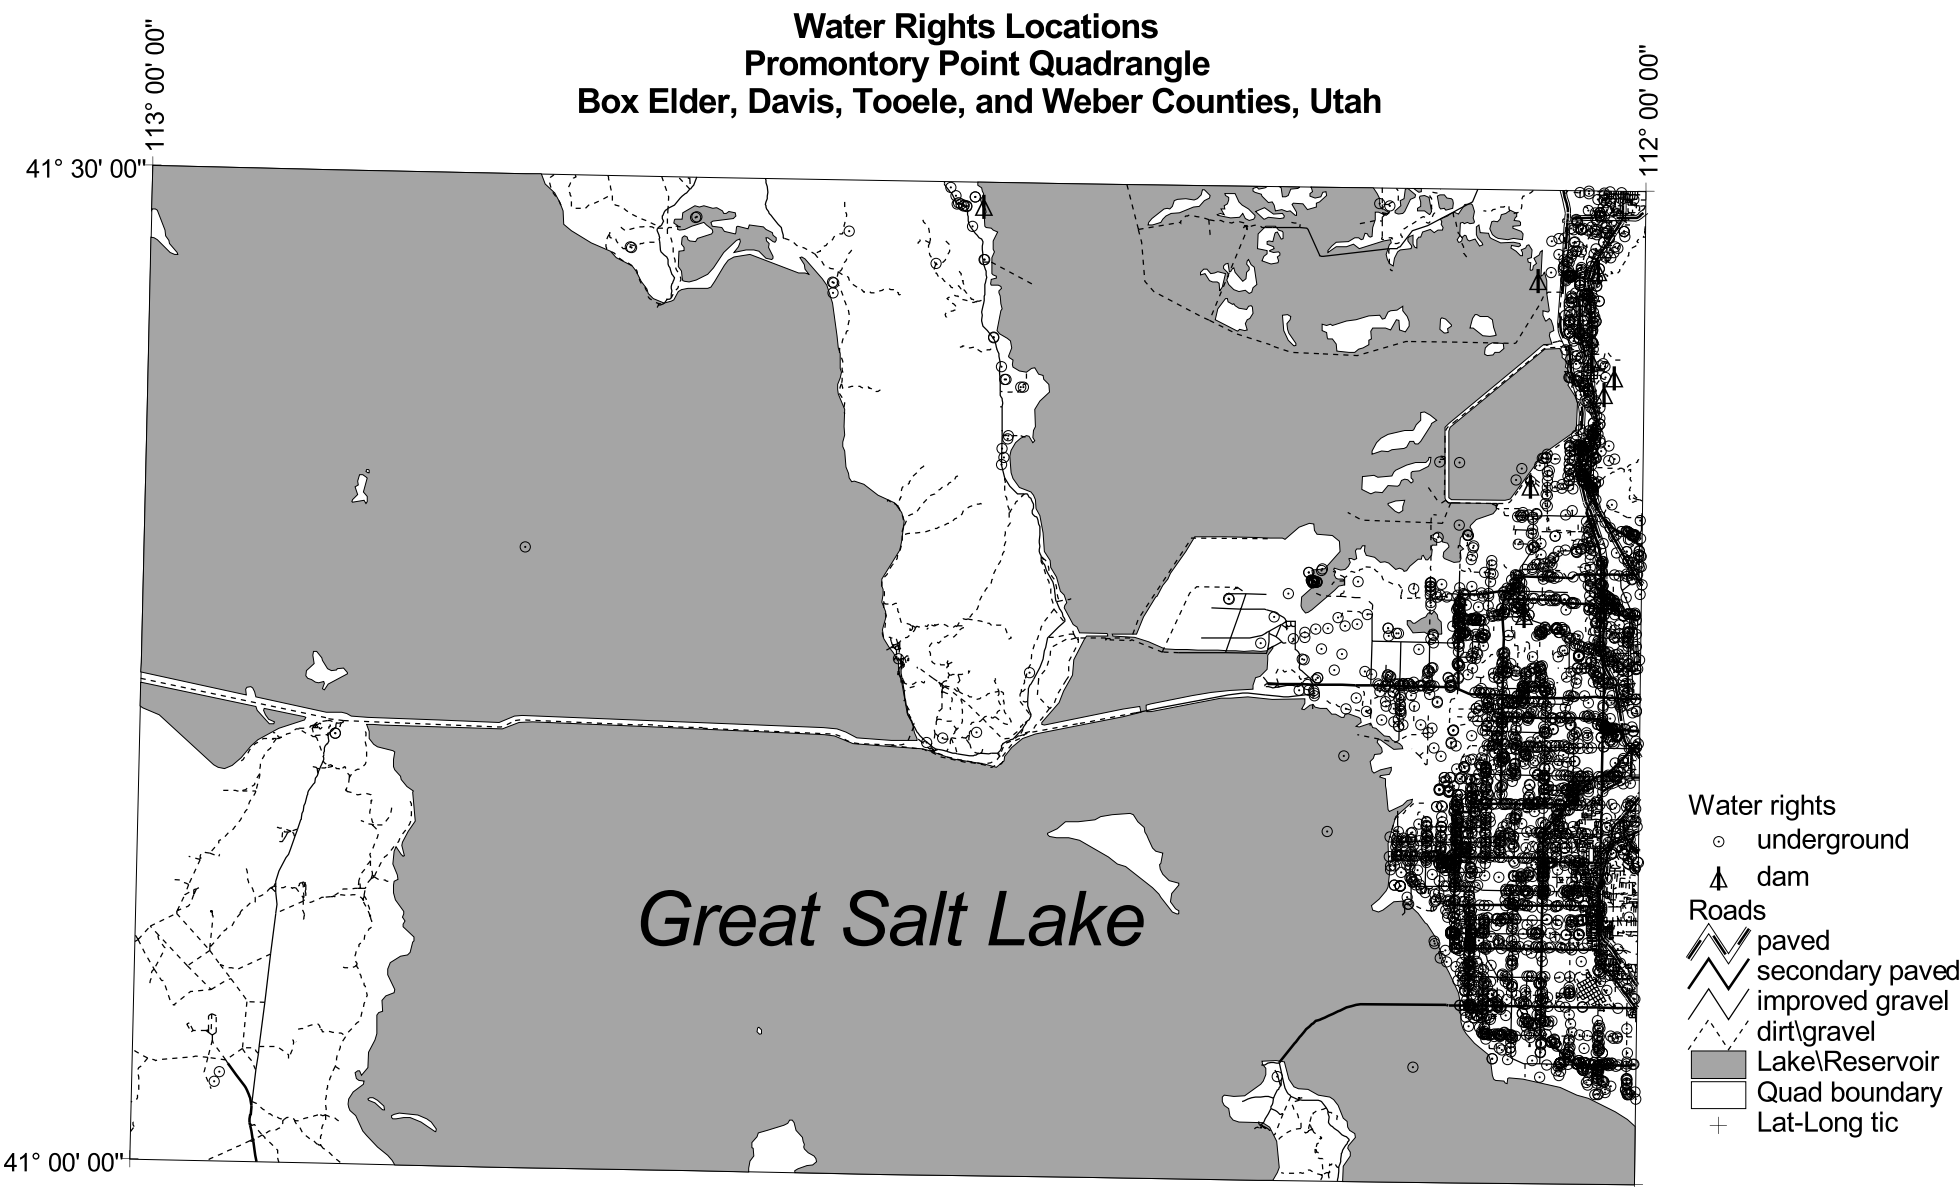 Water Rights Locations
Promontory Point Quadrangle
Box Elder, Davis, Tooele, and Weber Counties, Utah
113° 00' 00"
112° 00' 00"
41° 30' 00"
Great Salt Lake
41° 00' 00"
Water rights
underground
dam
Roads
paved
secondary paved
improved gravel
dirt\gravel
Lake\Reservoir
Quad boundary
Lat-Long tic